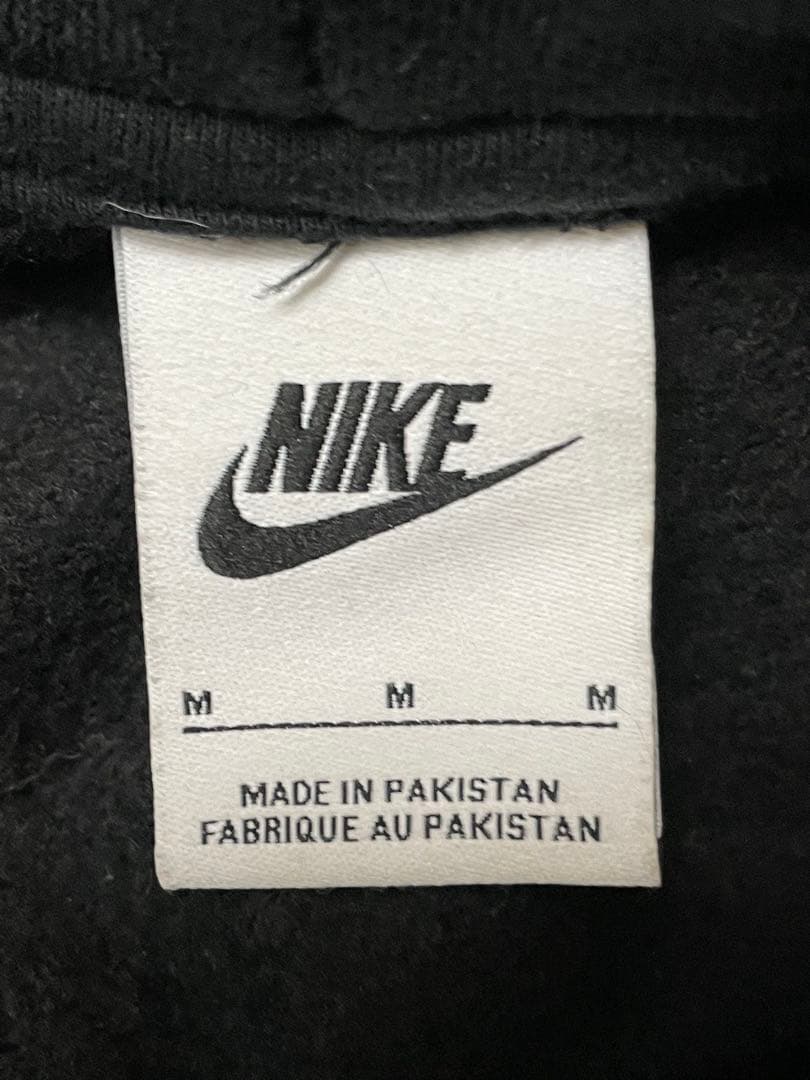 NIKE
M M M
MADE IN PAKISTAN
FABRIQUE AU PAKISTAN